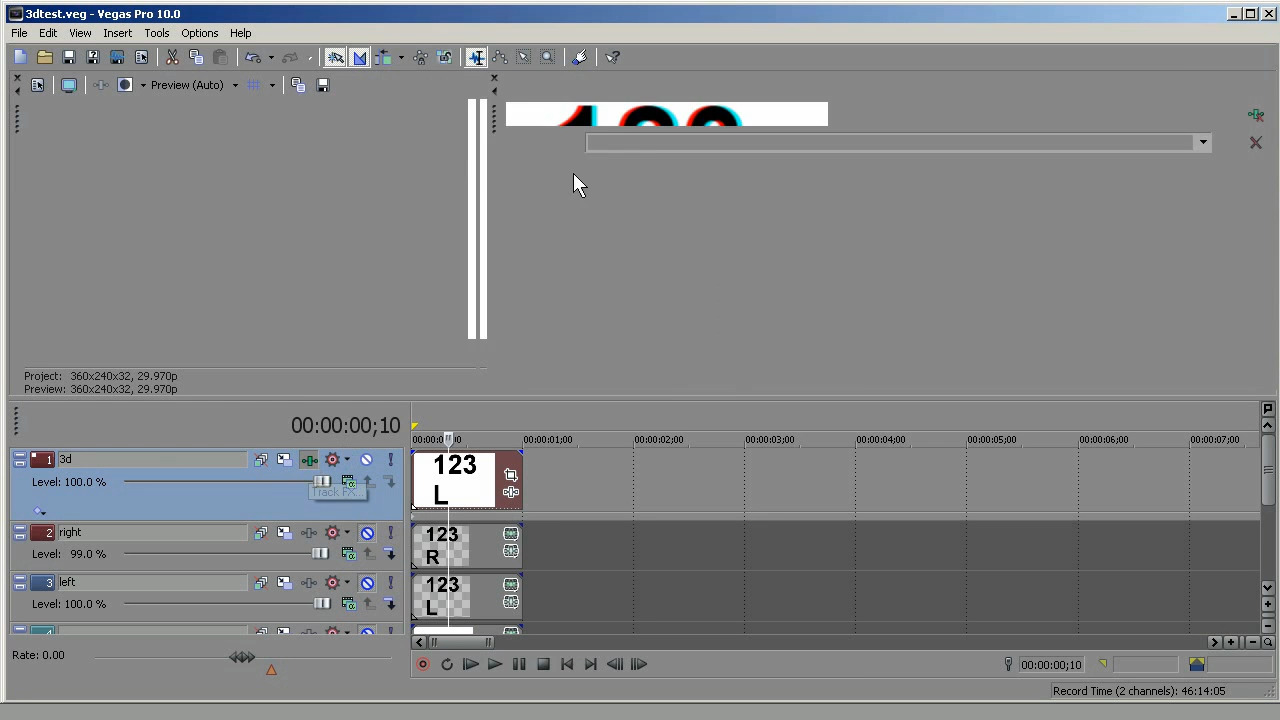 3dtest.veg - Vegas Pro 10.0
File Edit View Insert Tools Options Help
Preview (Auto)
Project: 360x240x32, 29.970p
Preview: 360x240x32, 29.970p
00:00:00;10
00:00:01;00 00:00:02;00 00:00:03;00 00:00:04;00 00:00:05;00 00:00:06;00 00:00:07;00
1 3d
Level: 100.0 %
Track FX...
123
L
2 right
Level: 99.0 %
123
R
3 left
Level: 100.0 %
123
L
Rate: 0.00
00:00:00;10
Record Time (2 channels): 46:14:05